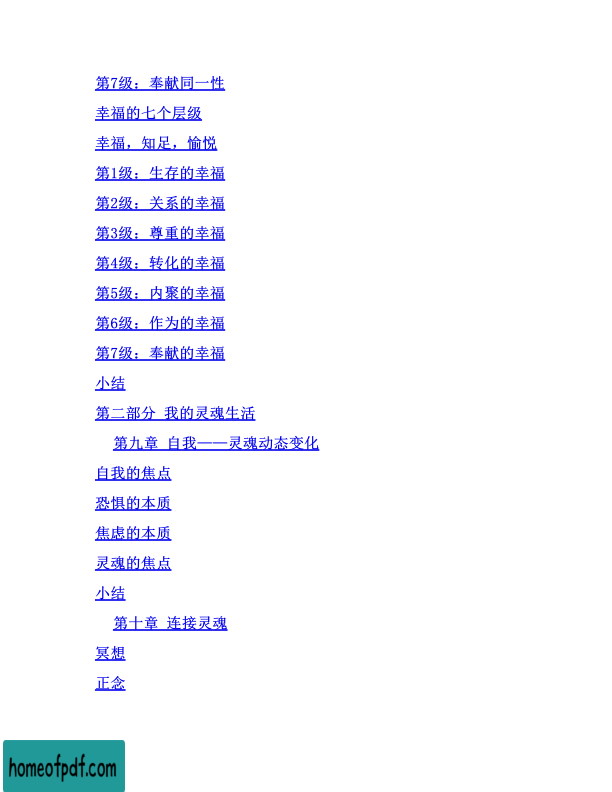 第7级：奉献同一性
幸福的七个层级
幸福，知足，愉悦
第1级：生存的幸福
第2级：关系的幸福
第3级：尊重的幸福
第4级：转化的幸福
第5级：内聚的幸福
第6级：作为的幸福
第7级：奉献的幸福
小结
第二部分 我的灵魂生活
第九章 自我——灵魂动态变化
自我的焦点
恐惧的本质
焦虑的本质
灵魂的焦点
小结
第十章 连接灵魂
冥想
正念
homeofpdf.com